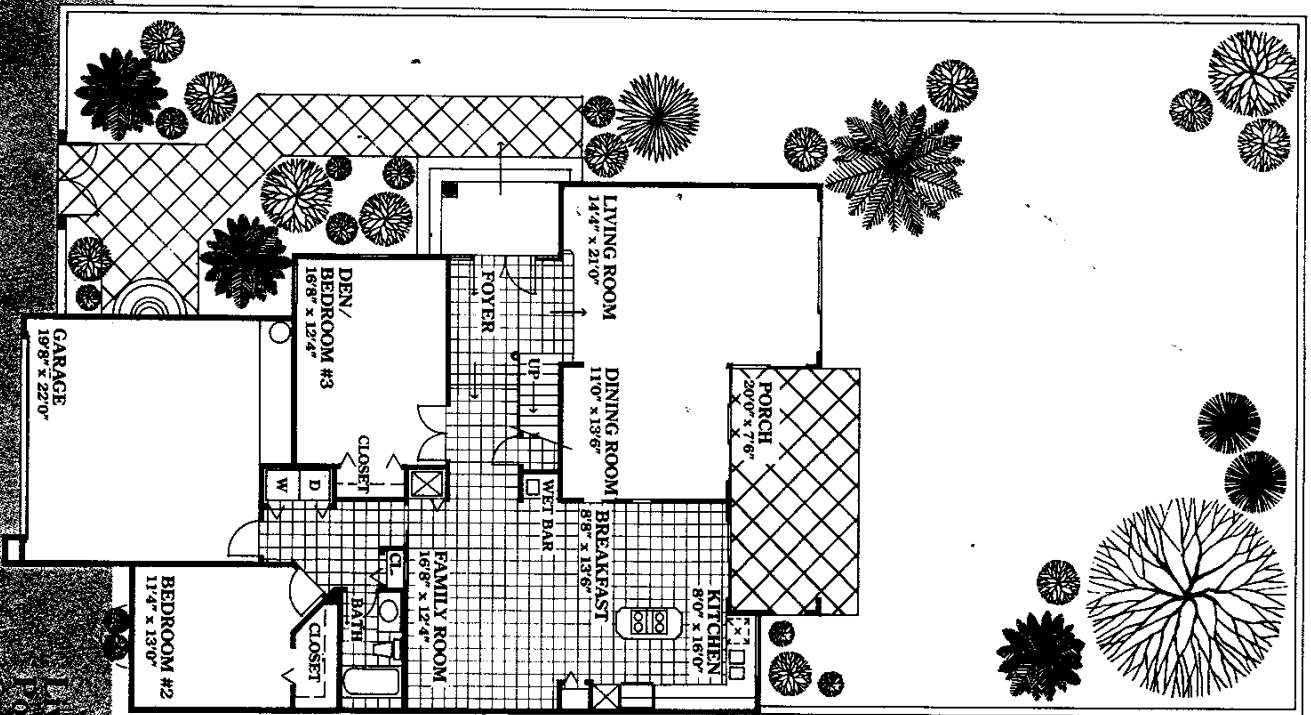 LIVING ROOM
14'4" x 21'0"
DINING ROOM
11'0" x 13'6"
PORCH
20'0" x 7'6"
FOYER
UP
DEN/
BEDROOM #3
16'8" x 12'4"
CLOSET
WET BAR
BREAKFAST
8'8" x 13'6"
KITCHEN
8'0" x 16'0"
FAMILY ROOM
16'8" x 12'4"
GARAGE
19'8" x 22'0"
W
D
CL
BATH
CLOSET
BEDROOM #2
11'4" x 13'0"